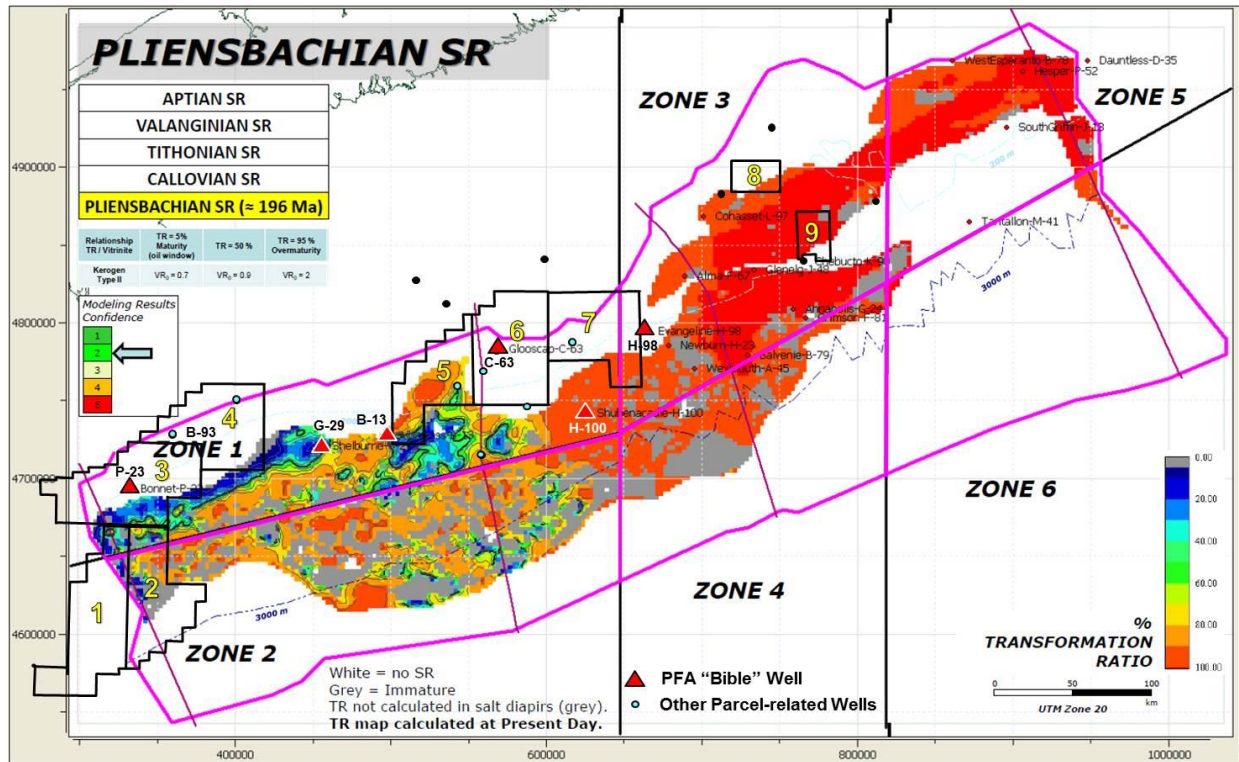 PLIENSBACHIAN SR
APTIAN SR
VALANGINIAN SR
TITHONIAN SR
CALLOVIAN SR
PLIENSBACHIAN SR (≈ 196 Ma)
Relationship TR / Vitrinite
TR = 5% Maturity (oil window)
TR = 50 %
TR = 95 % Overmaturity
Kerogen Type II
VR₀ = 0.7
VR₀ = 0.9
VR₀ = 2
Modeling Results
Confidence
1
2
3
4
5
ZONE 1
ZONE 2
ZONE 3
ZONE 4
ZONE 5
ZONE 6
1
2
3
4
5
6
7
8
9
WestEsperanto-B-78
Dauntless-D-35
Hesper-P-52
SouthGriffin-J-13
200 m
Tantallon-M-41
3000 m
Cohasset-L-97
Chebucto-K-90
Alma-F-67
Glenelg-J-48
Annapolis-G-24
Crimson-F-81
Evangeline-H-98
H-98
Newburn-H-23
Balvenie-B-79
Weymouth-A-45
Glooscap-C-63
C-63
Shubenacadie-H-100
H-100
B-13
G-29
Shelburne
B-93
P-23
Bonnet-P-23
3000 m
White = no SR
Grey = Immature
TR not calculated in salt diapirs (grey).
TR map calculated at Present Day.
PFA “Bible” Well
Other Parcel-related Wells
0.00
20.00
40.00
60.00
80.00
100.00
%
TRANSFORMATION
RATIO
0
50
100
km
UTM Zone 20
4900000
4800000
4700000
4600000
400000
600000
800000
1000000